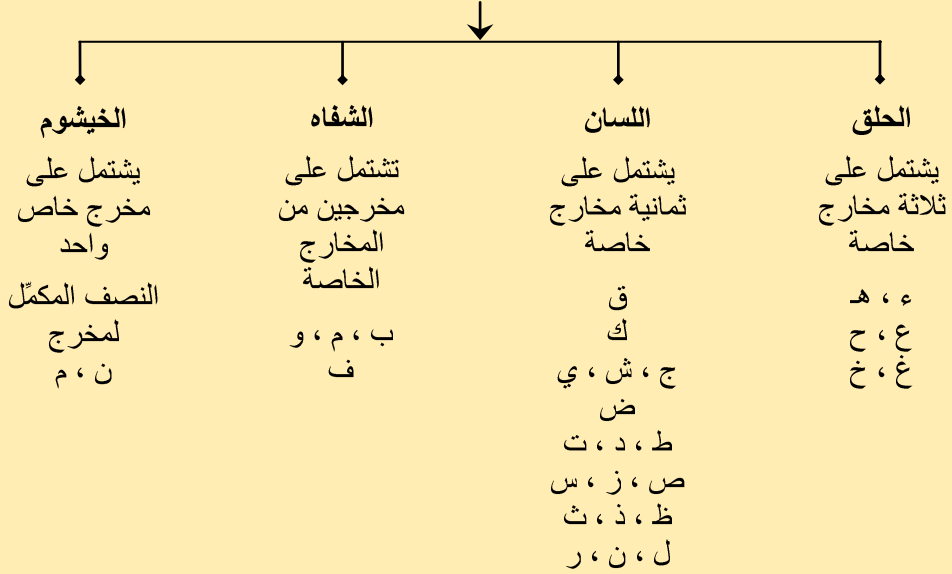 الحلق
يشتمل على
ثلاثة مخارج
خاصة
ء ، هـ
ع ، ح
غ ، خ
اللسان
يشتمل على
ثمانية مخارج
خاصة
ق
ك
ج ، ش ، ي
ض
ط ، د ، ت
ص ، ز ، س
ظ ، ذ ، ث
ل ، ن ، ر
الشفاه
تشتمل على
مخرجين من
المخارج
الخاصة
ب ، م ، و
ف
الخيشوم
يشتمل على
مخرج خاص
واحد
النصف المكمِّل
لمخرج
ن ، م